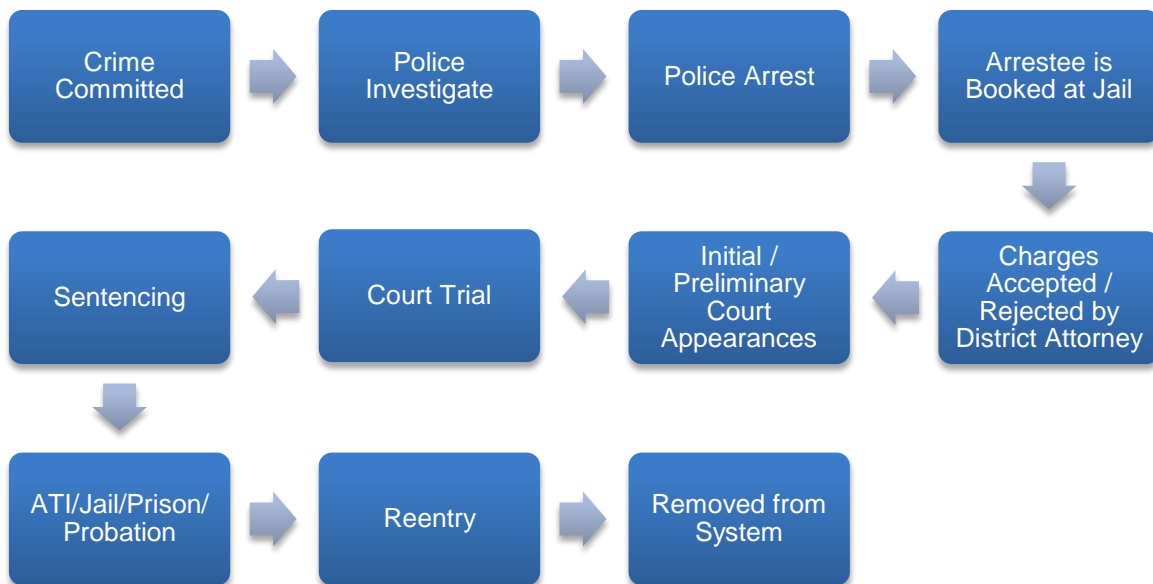 Crime
Committed
Police
Investigate
Police Arrest
Arrestee is
Booked at Jail
Charges
Accepted /
Rejected by
District Attorney
Initial /
Preliminary
Court
Appearances
Court Trial
Sentencing
ATI/Jail/Prison/
Probation
Reentry
Removed from
System